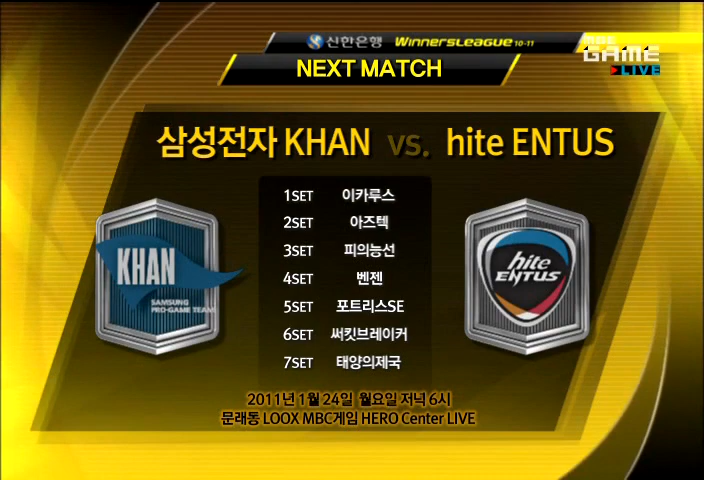 신한은행 WINNERSLEAGUE 10-11
MBC GAME LIVE
NEXT MATCH
삼성전자 KHAN vs. hite ENTUS
1SET 이카루스
2SET 아즈텍
3SET 피의능선
4SET 벤젠
5SET 포트리스SE
6SET 써킷브레이커
7SET 태양의제국
KHAN
SAMSUNG
PRO-GAME TEAM
hite
ENTUS
2011년 1월 24일 월요일 저녁 6시
문래동 LOOX MBC게임 HERO Center LIVE